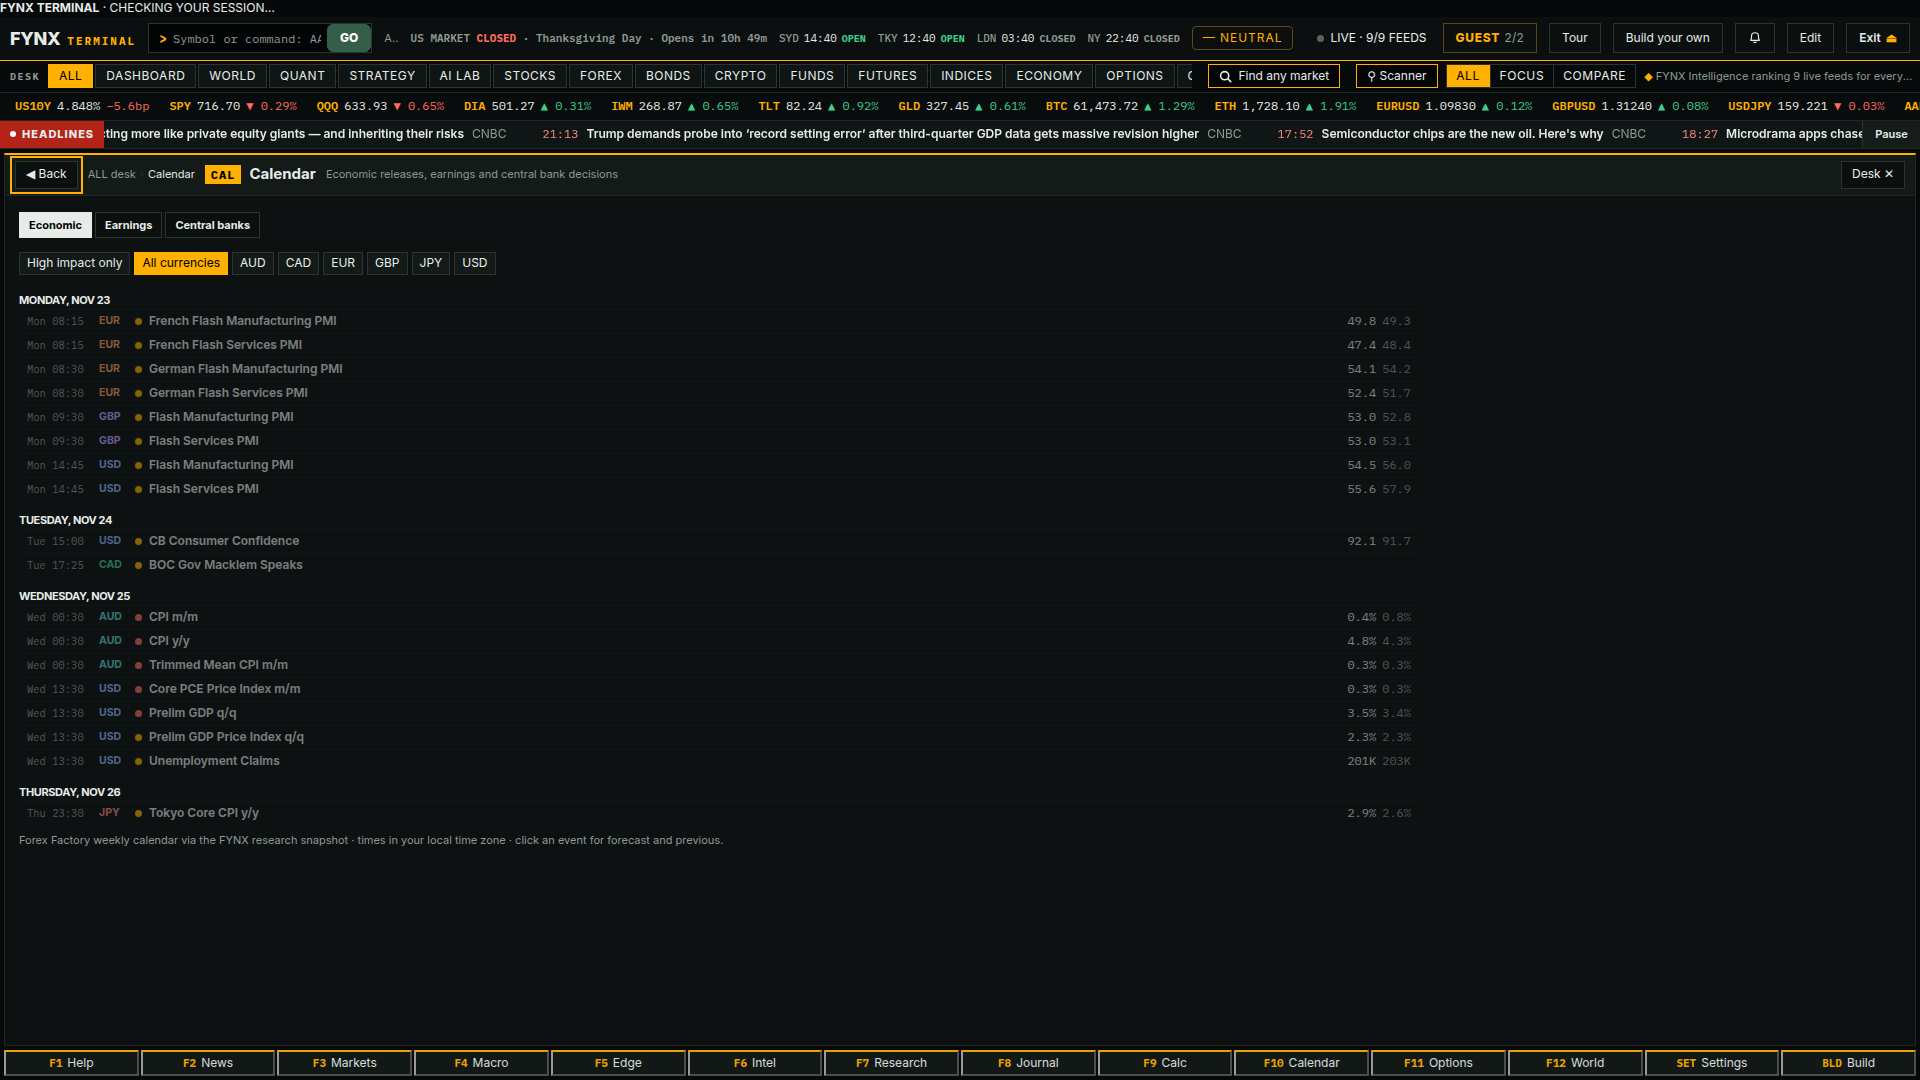 FYNX TERMINAL · CHECKING YOUR SESSION...
FYNX TERMINAL > Symbol or command: AA GO A.. US MARKET CLOSED · Thanksgiving Day · Opens in 10h 49m SYD 14:40 OPEN TKY 12:40 OPEN LDN 03:40 CLOSED NY 22:40 CLOSED — NEUTRAL LIVE · 9/9 FEEDS GUEST 2/2 Tour Build your own Edit Exit ⏏
DESK ALL DASHBOARD WORLD QUANT STRATEGY AI LAB STOCKS FOREX BONDS CRYPTO FUNDS FUTURES INDICES ECONOMY OPTIONS Find any market Scanner ALL FOCUS COMPARE ◆ FYNX Intelligence ranking 9 live feeds for every...
US10Y 4.848% −5.6bp SPY 716.70 ▼ 0.29% QQQ 633.93 ▼ 0.65% DIA 501.27 ▲ 0.31% IWM 268.87 ▲ 0.65% TLT 82.24 ▲ 0.92% GLD 327.45 ▲ 0.61% BTC 61,473.72 ▲ 1.29% ETH 1,728.10 ▲ 1.91% EURUSD 1.09830 ▲ 0.12% GBPUSD 1.31240 ▲ 0.08% USDJPY 159.221 ▼ 0.03% AA
HEADLINES ting more like private equity giants — and inheriting their risks CNBC 21:13 Trump demands probe into ‘record setting error’ after third-quarter GDP data gets massive revision higher CNBC 17:52 Semiconductor chips are the new oil. Here's why CNBC 18:27 Microdrama apps chase Pause
◀ Back ALL desk · Calendar CAL Calendar Economic releases, earnings and central bank decisions Desk ✕
Economic Earnings Central banks
High impact only All currencies AUD CAD EUR GBP JPY USD
MONDAY, NOV 23
Mon 08:15 EUR French Flash Manufacturing PMI 49.8 49.3
Mon 08:15 EUR French Flash Services PMI 47.4 48.4
Mon 08:30 EUR German Flash Manufacturing PMI 54.1 54.2
Mon 08:30 EUR German Flash Services PMI 52.4 51.7
Mon 09:30 GBP Flash Manufacturing PMI 53.0 52.8
Mon 09:30 GBP Flash Services PMI 53.0 53.1
Mon 14:45 USD Flash Manufacturing PMI 54.5 56.0
Mon 14:45 USD Flash Services PMI 55.6 57.9
TUESDAY, NOV 24
Tue 15:00 USD CB Consumer Confidence 92.1 91.7
Tue 17:25 CAD BOC Gov Macklem Speaks
WEDNESDAY, NOV 25
Wed 00:30 AUD CPI m/m 0.4% 0.8%
Wed 00:30 AUD CPI y/y 4.8% 4.3%
Wed 00:30 AUD Trimmed Mean CPI m/m 0.3% 0.3%
Wed 13:30 USD Core PCE Price Index m/m 0.3% 0.3%
Wed 13:30 USD Prelim GDP q/q 3.5% 3.4%
Wed 13:30 USD Prelim GDP Price Index q/q 2.3% 2.3%
Wed 13:30 USD Unemployment Claims 201K 203K
THURSDAY, NOV 26
Thu 23:30 JPY Tokyo Core CPI y/y 2.9% 2.6%
Forex Factory weekly calendar via the FYNX research snapshot · times in your local time zone · click an event for forecast and previous.
F1 Help F2 News F3 Markets F4 Macro F5 Edge F6 Intel F7 Research F8 Journal F9 Calc F10 Calendar F11 Options F12 World SET Settings BLD Build